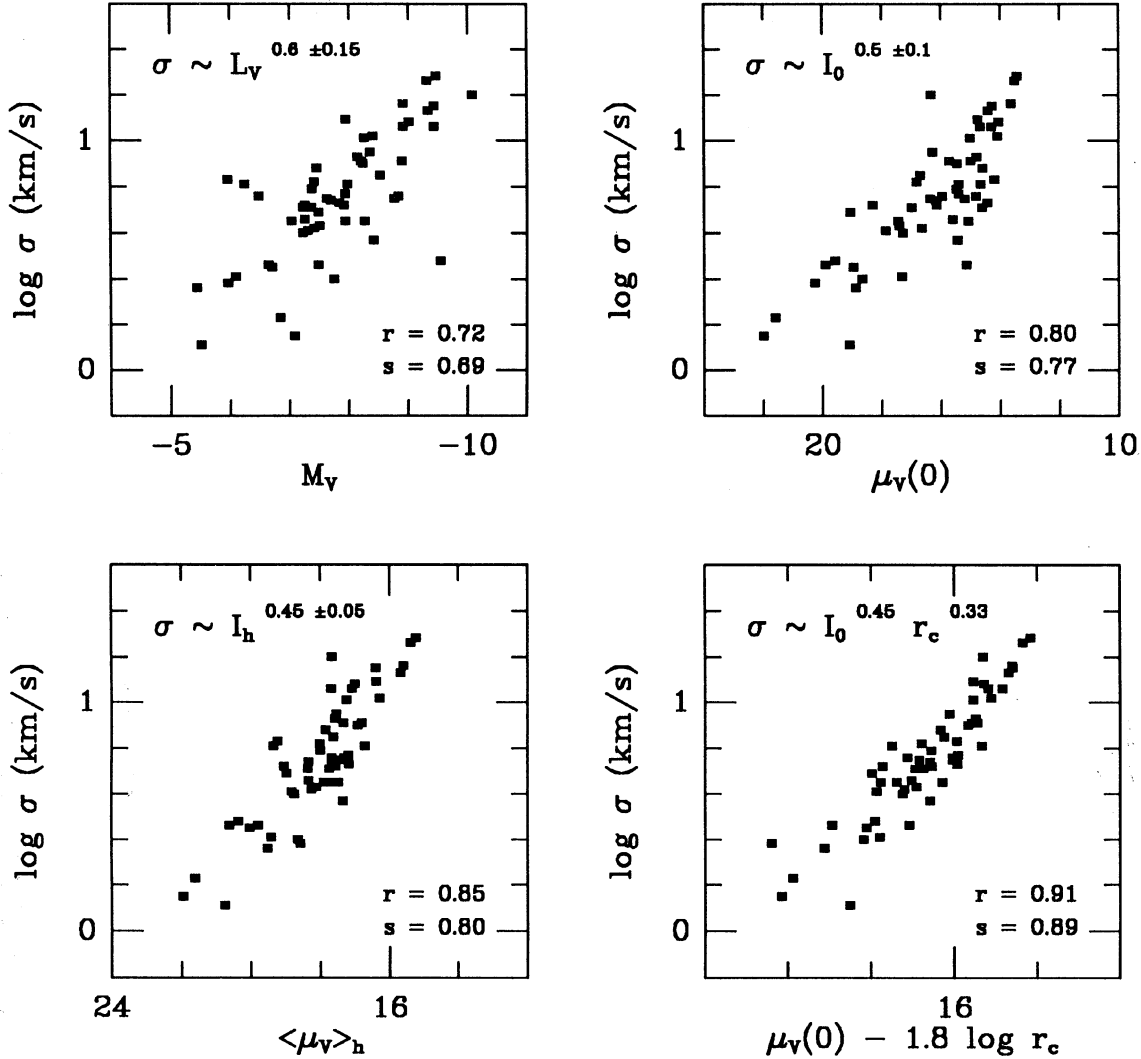 σ ~ L_V^0.6 ±0.15
log σ (km/s)
1
0
r = 0.72
s = 0.69
−5
−10
M_V
σ ~ I_0^0.5 ±0.1
log σ (km/s)
1
0
r = 0.80
s = 0.77
20
10
μ_V(0)
σ ~ I_h^0.45 ±0.05
log σ (km/s)
1
0
r = 0.85
s = 0.80
24
16
<μ_V>_h
σ ~ I_0^0.45 r_c^0.33
log σ (km/s)
1
0
r = 0.91
s = 0.89
16
μ_V(0) − 1.8 log r_c